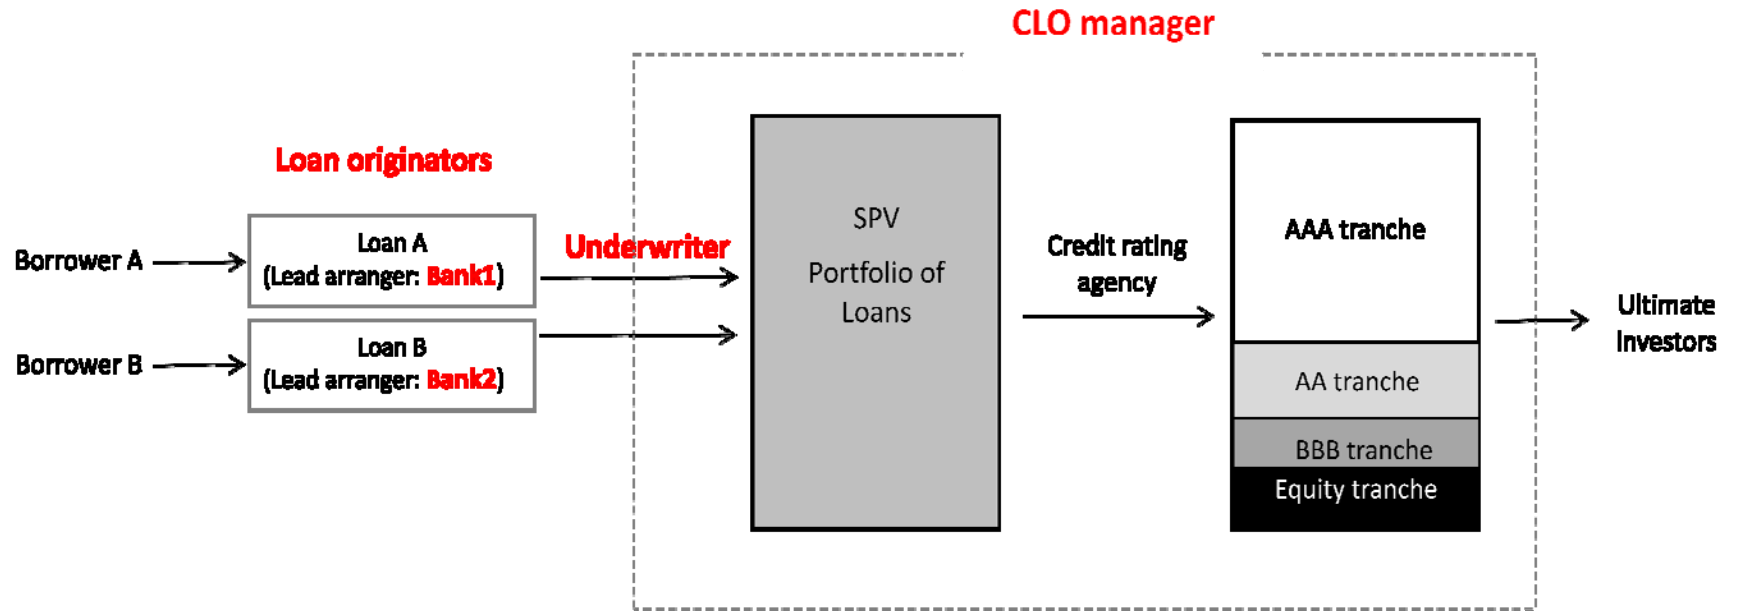 CLO manager
Loan originators
Borrower A
Loan A
(Lead arranger: Bank1)
Underwriter
Borrower B
Loan B
(Lead arranger: Bank2)
SPV
Portfolio of
Loans
Credit rating
agency
AAA tranche
AA tranche
BBB tranche
Equity tranche
Ultimate
Investors